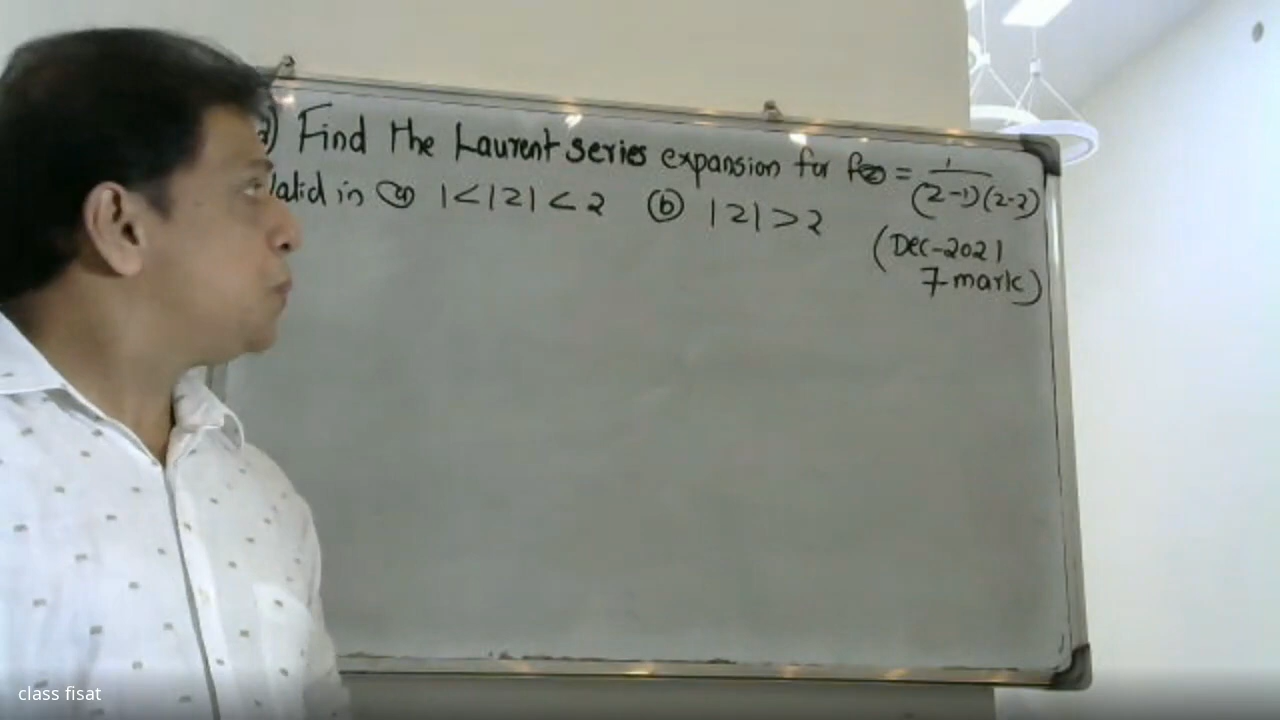 a) Find the Laurent series expansion for f(z) = 1/(z-1)(z-2)
Valid in (a) 1<|z|<2 (b) |z|>2
(Dec-2021
7 mark)
class fisat